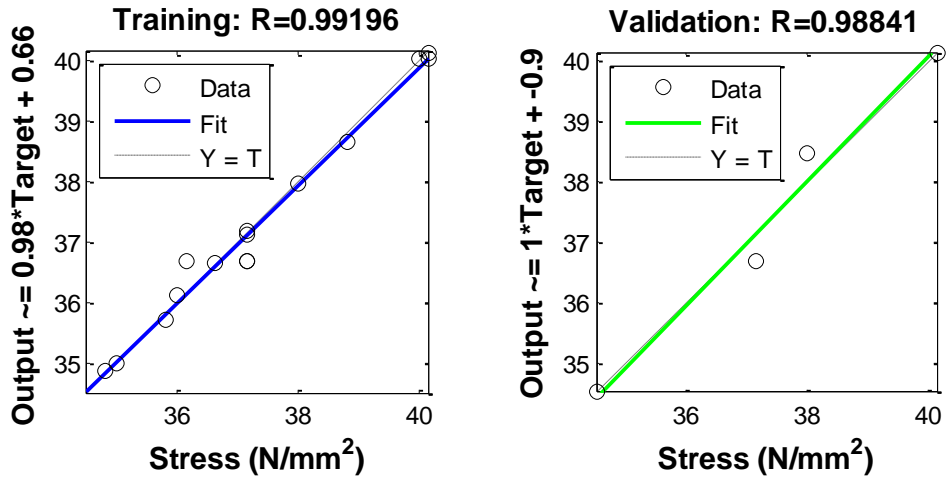 Training: R=0.99196
Output ~= 0.98*Target + 0.66
40
39
38
37
36
35
Data
Fit
Y = T
36
38
40
Stress (N/mm²)
Validation: R=0.98841
Output ~= 1*Target + -0.9
40
39
38
37
36
35
Data
Fit
Y = T
36
38
40
Stress (N/mm²)